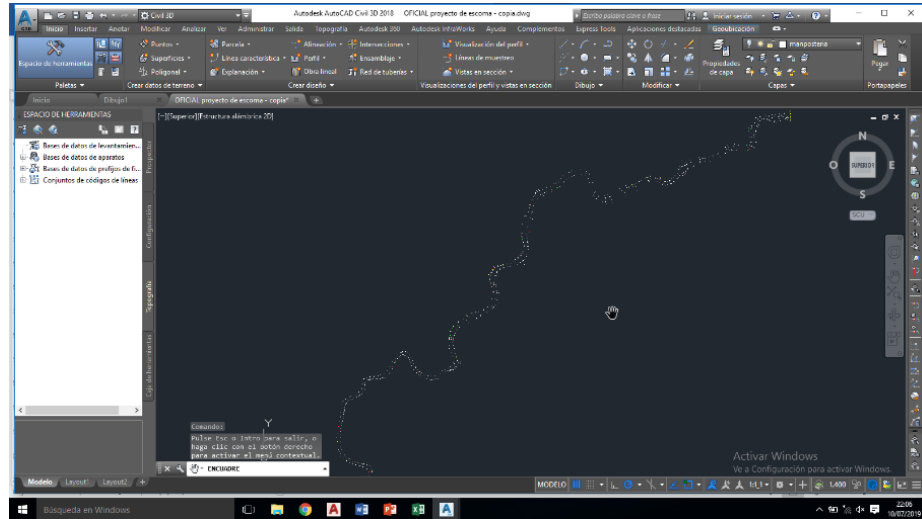 Civil 3D
Autodesk AutoCAD Civil 3D 2018 OFICIAL proyecto de escoma - copia.dwg
Escriba palabra clave o frase
Iniciar sesión
Inicio Insertar Anotar Modificar Analizar Ver Administrar Salida Topografía Autodesk 360 Autodesk InfraWorks Ayuda Complementos Express Tools Aplicaciones destacadas Geoubicación
Espacio de herramientas
Puntos
Superficies
Poligonal
Parcela
Línea característica
Explanación
Alineación
Perfil
Obra lineal
Intersecciones
Ensamblaje
Red de tuberías
Visualización del perfil
Líneas de muestreo
Vistas en sección
Propiedades de capa
mamposteria
Pegar
Paletas
Crear datos de terreno
Crear diseño
Visualizaciones del perfil y vistas en sección
Dibujo
Modificar
Capas
Portapapeles
Inicio Dibujo1 OFICIAL proyecto de escoma - copia*
ESPACIO DE HERRAMIENTAS
Bases de datos de levantamien...
Bases de datos de aparatos
Bases de datos de prefijos de fi...
Conjuntos de códigos de líneas
Prospector
Configuración
Topografía
Caja de herramientas
[-][Superior][Estructura alámbrica 2D]
N
O SUPERIOR E
S
SCU
Y
Comando:
Pulse Esc o Intro para salir, o
haga clic con el botón derecho
para activar el menú contextual.
ENCUADRE
Activar Windows
Ve a Configuración para activar Windows.
Modelo Layout1 Layout2 +
MODELO
Búsqueda en Windows
22:06
10/07/2019